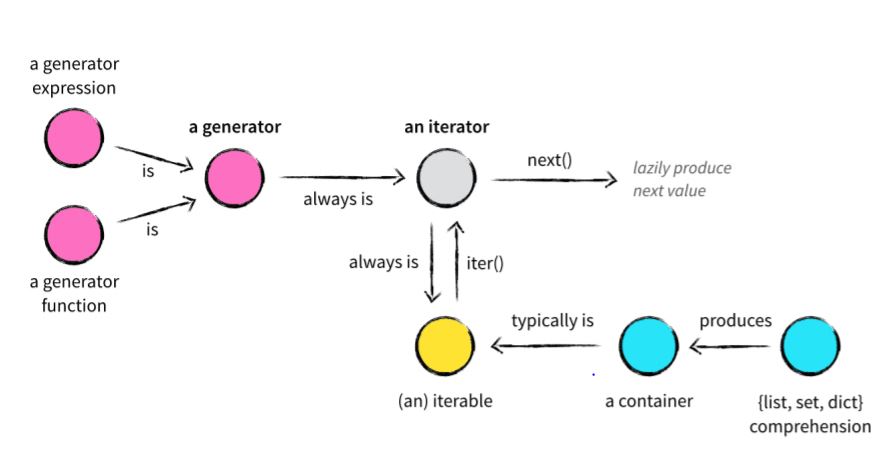 a generator
expression
a generator
an iterator
is
always is
next()
lazily produce
next value
is
a generator
function
always is
iter()
typically is
produces
(an) iterable
a container
{list, set, dict}
comprehension